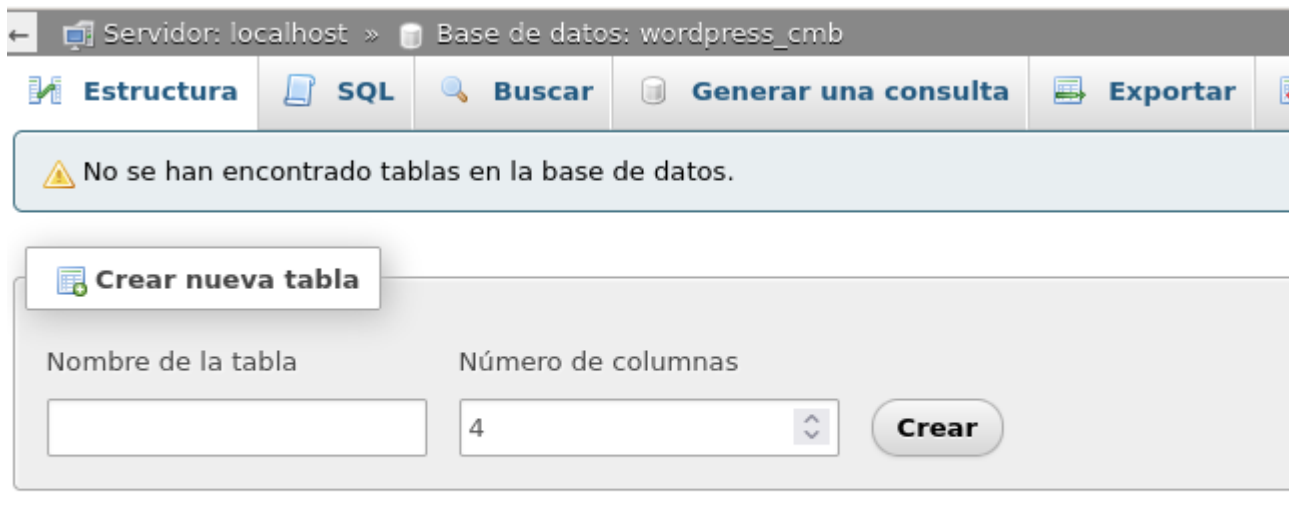 ← Servidor: localhost » Base de datos: wordpress_cmb
Estructura SQL Buscar Generar una consulta Exportar
No se han encontrado tablas en la base de datos.
Crear nueva tabla
Nombre de la tabla Número de columnas
4 Crear